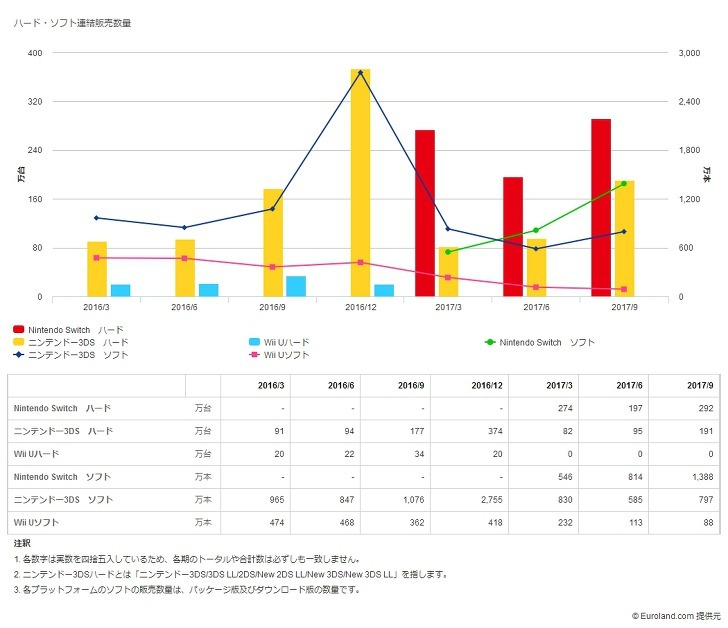 ハード・ソフト連結販売数量
400
320
240
160
80
0
万台
3,000
2,400
1,800
1,200
600
0
万本
2016/3 2016/6 2016/9 2016/12 2017/3 2017/6 2017/9
Nintendo Switch ハード
ニンテンドー3DS ハード Wii Uハード Nintendo Switch ソフト
ニンテンドー3DS ソフト Wii Uソフト
2016/3 2016/6 2016/9 2016/12 2017/3 2017/6 2017/9
Nintendo Switch ハード 万台 - - - - 274 197 292
ニンテンドー3DS ハード 万台 91 94 177 374 82 95 191
Wii Uハード 万台 20 22 34 20 0 0 0
Nintendo Switch ソフト 万本 - - - - 546 814 1,388
ニンテンドー3DS ソフト 万本 965 847 1,076 2,755 830 585 797
Wii Uソフト 万本 474 468 362 418 232 113 88
注釈
1. 各数字は実数を四捨五入しているため、各期のトータルや合計数は必ずしも一致しません。
2. ニンテンドー3DSハードとは「ニンテンドー3DS/3DS LL/2DS/New 2DS LL/New 3DS/New 3DS LL」を指します。
3. 各プラットフォームのソフトの販売数量は、パッケージ版及びダウンロード版の数量です。
© Euroland.com 提供元